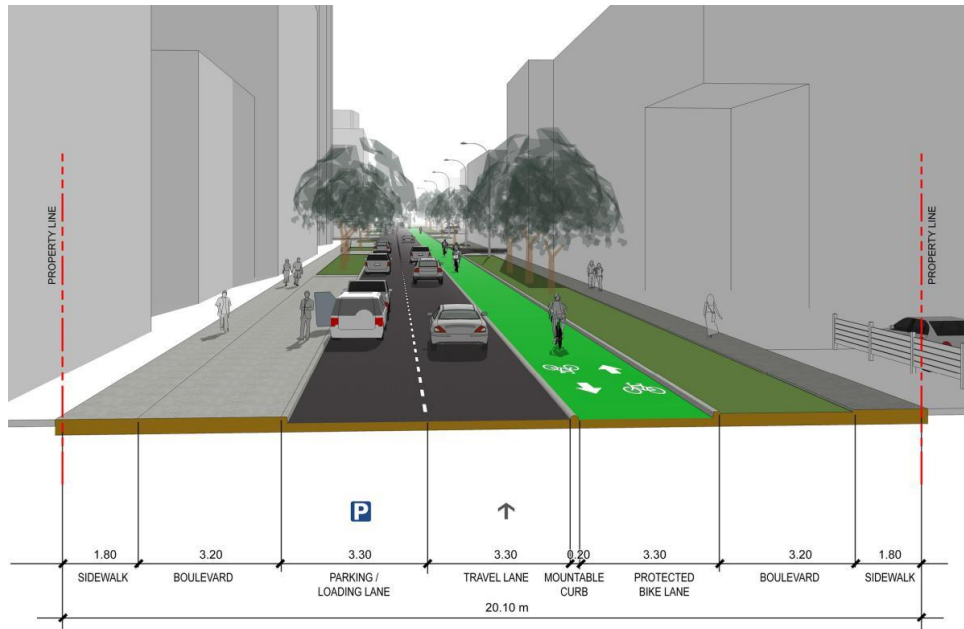 PROPERTY LINE
PROPERTY LINE
P
1.80 3.20 3.30 3.30 0.20 3.30 3.20 1.80
SIDEWALK BOULEVARD PARKING / TRAVEL LANE MOUNTABLE PROTECTED BOULEVARD SIDEWALK
LOADING LANE CURB BIKE LANE
20.10 m